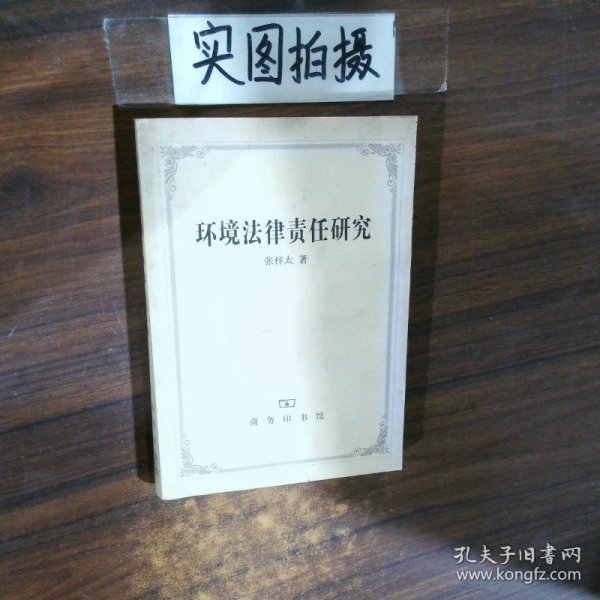 实图拍摄
环境法律责任研究
张梓太 著
商务印书馆
孔夫子旧书网
www.kongfz.com